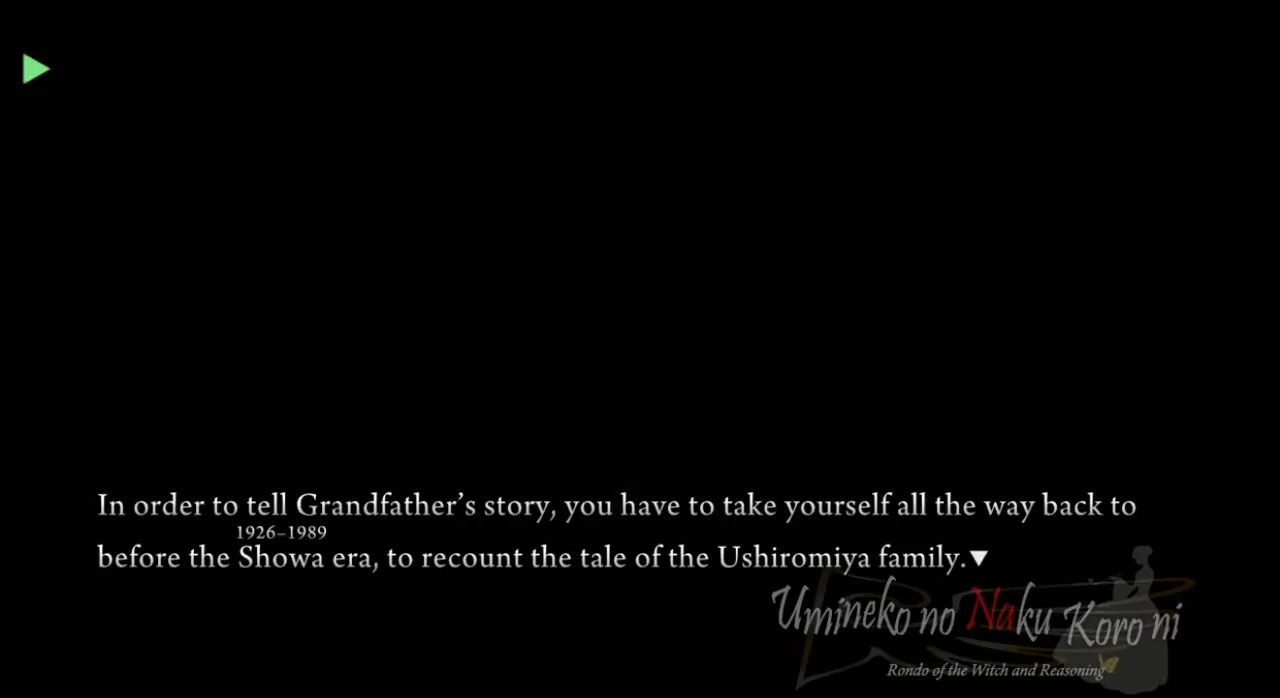 In order to tell Grandfather’s story, you have to take yourself all the way back to
1926–1989
before the Showa era, to recount the tale of the Ushiromiya family.
Umineko no Naku Koro ni
Rondo of the Witch and Reasoning